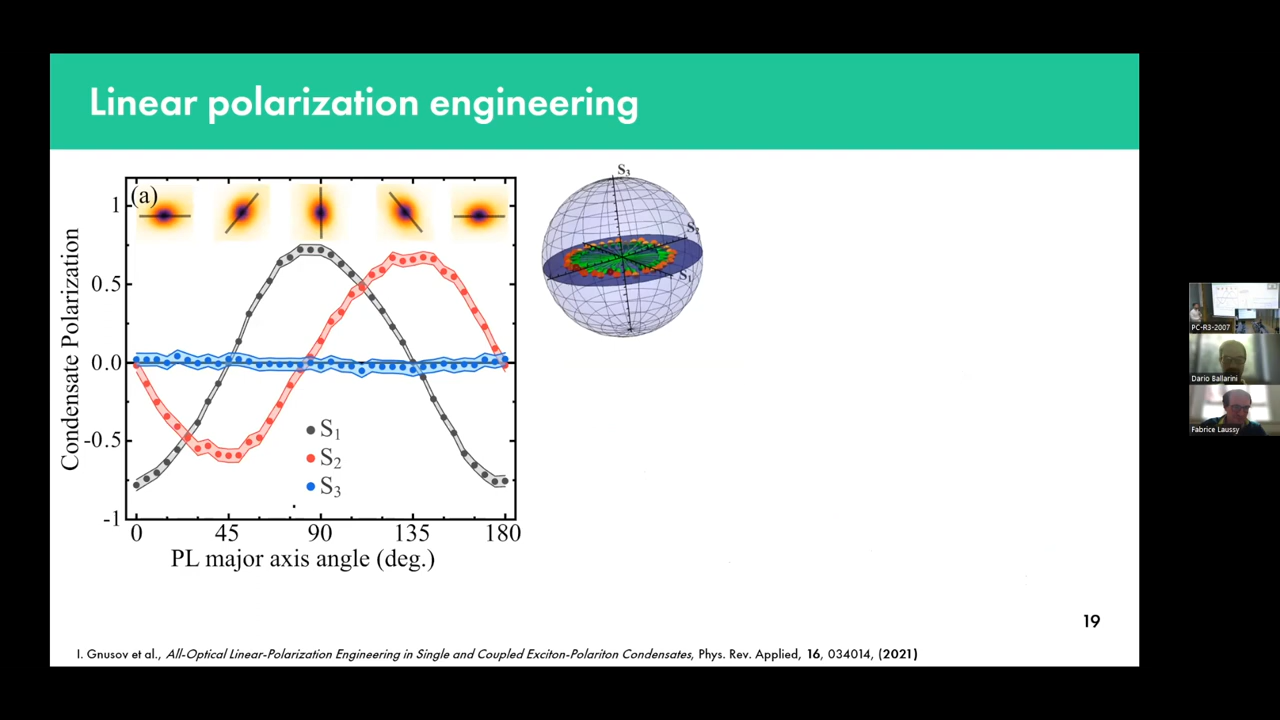 Linear polarization engineering
(a)
1
0.5
0.0
-0.5
-1
Condensate Polarization
S1
S2
S3
0 45 90 135 180
PL major axis angle (deg.)
S3
S2
S1
PC-R3-2007
Dario Ballarini
Fabrice Laussy
19
I. Gnusov et al., All-Optical Linear-Polarization Engineering in Single and Coupled Exciton-Polariton Condensates, Phys. Rev. Applied, 16, 034014, (2021)